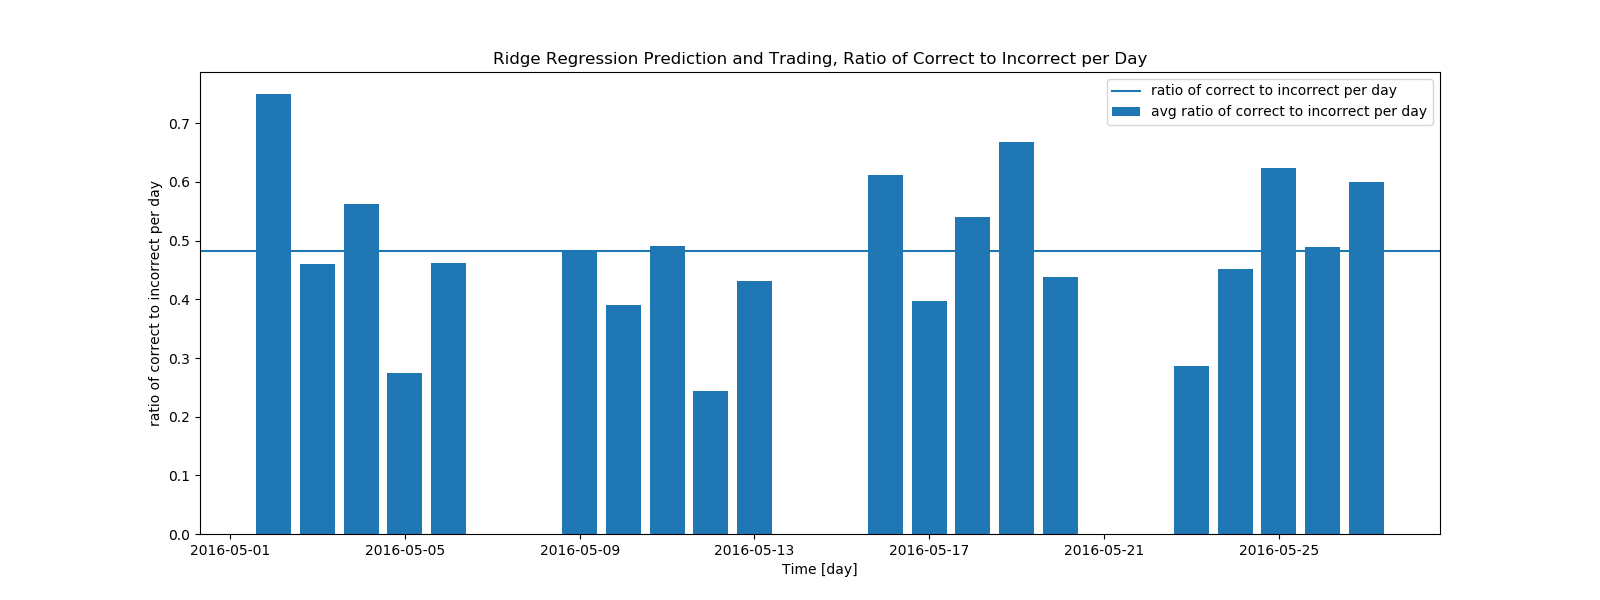 Ridge Regression Prediction and Trading, Ratio of Correct to Incorrect per Day
ratio of correct to incorrect per day
avg ratio of correct to incorrect per day
ratio of correct to incorrect per day
0.7
0.6
0.5
0.4
0.3
0.2
0.1
0.0
2016-05-01 2016-05-05 2016-05-09 2016-05-13 2016-05-17 2016-05-21 2016-05-25
Time [day]